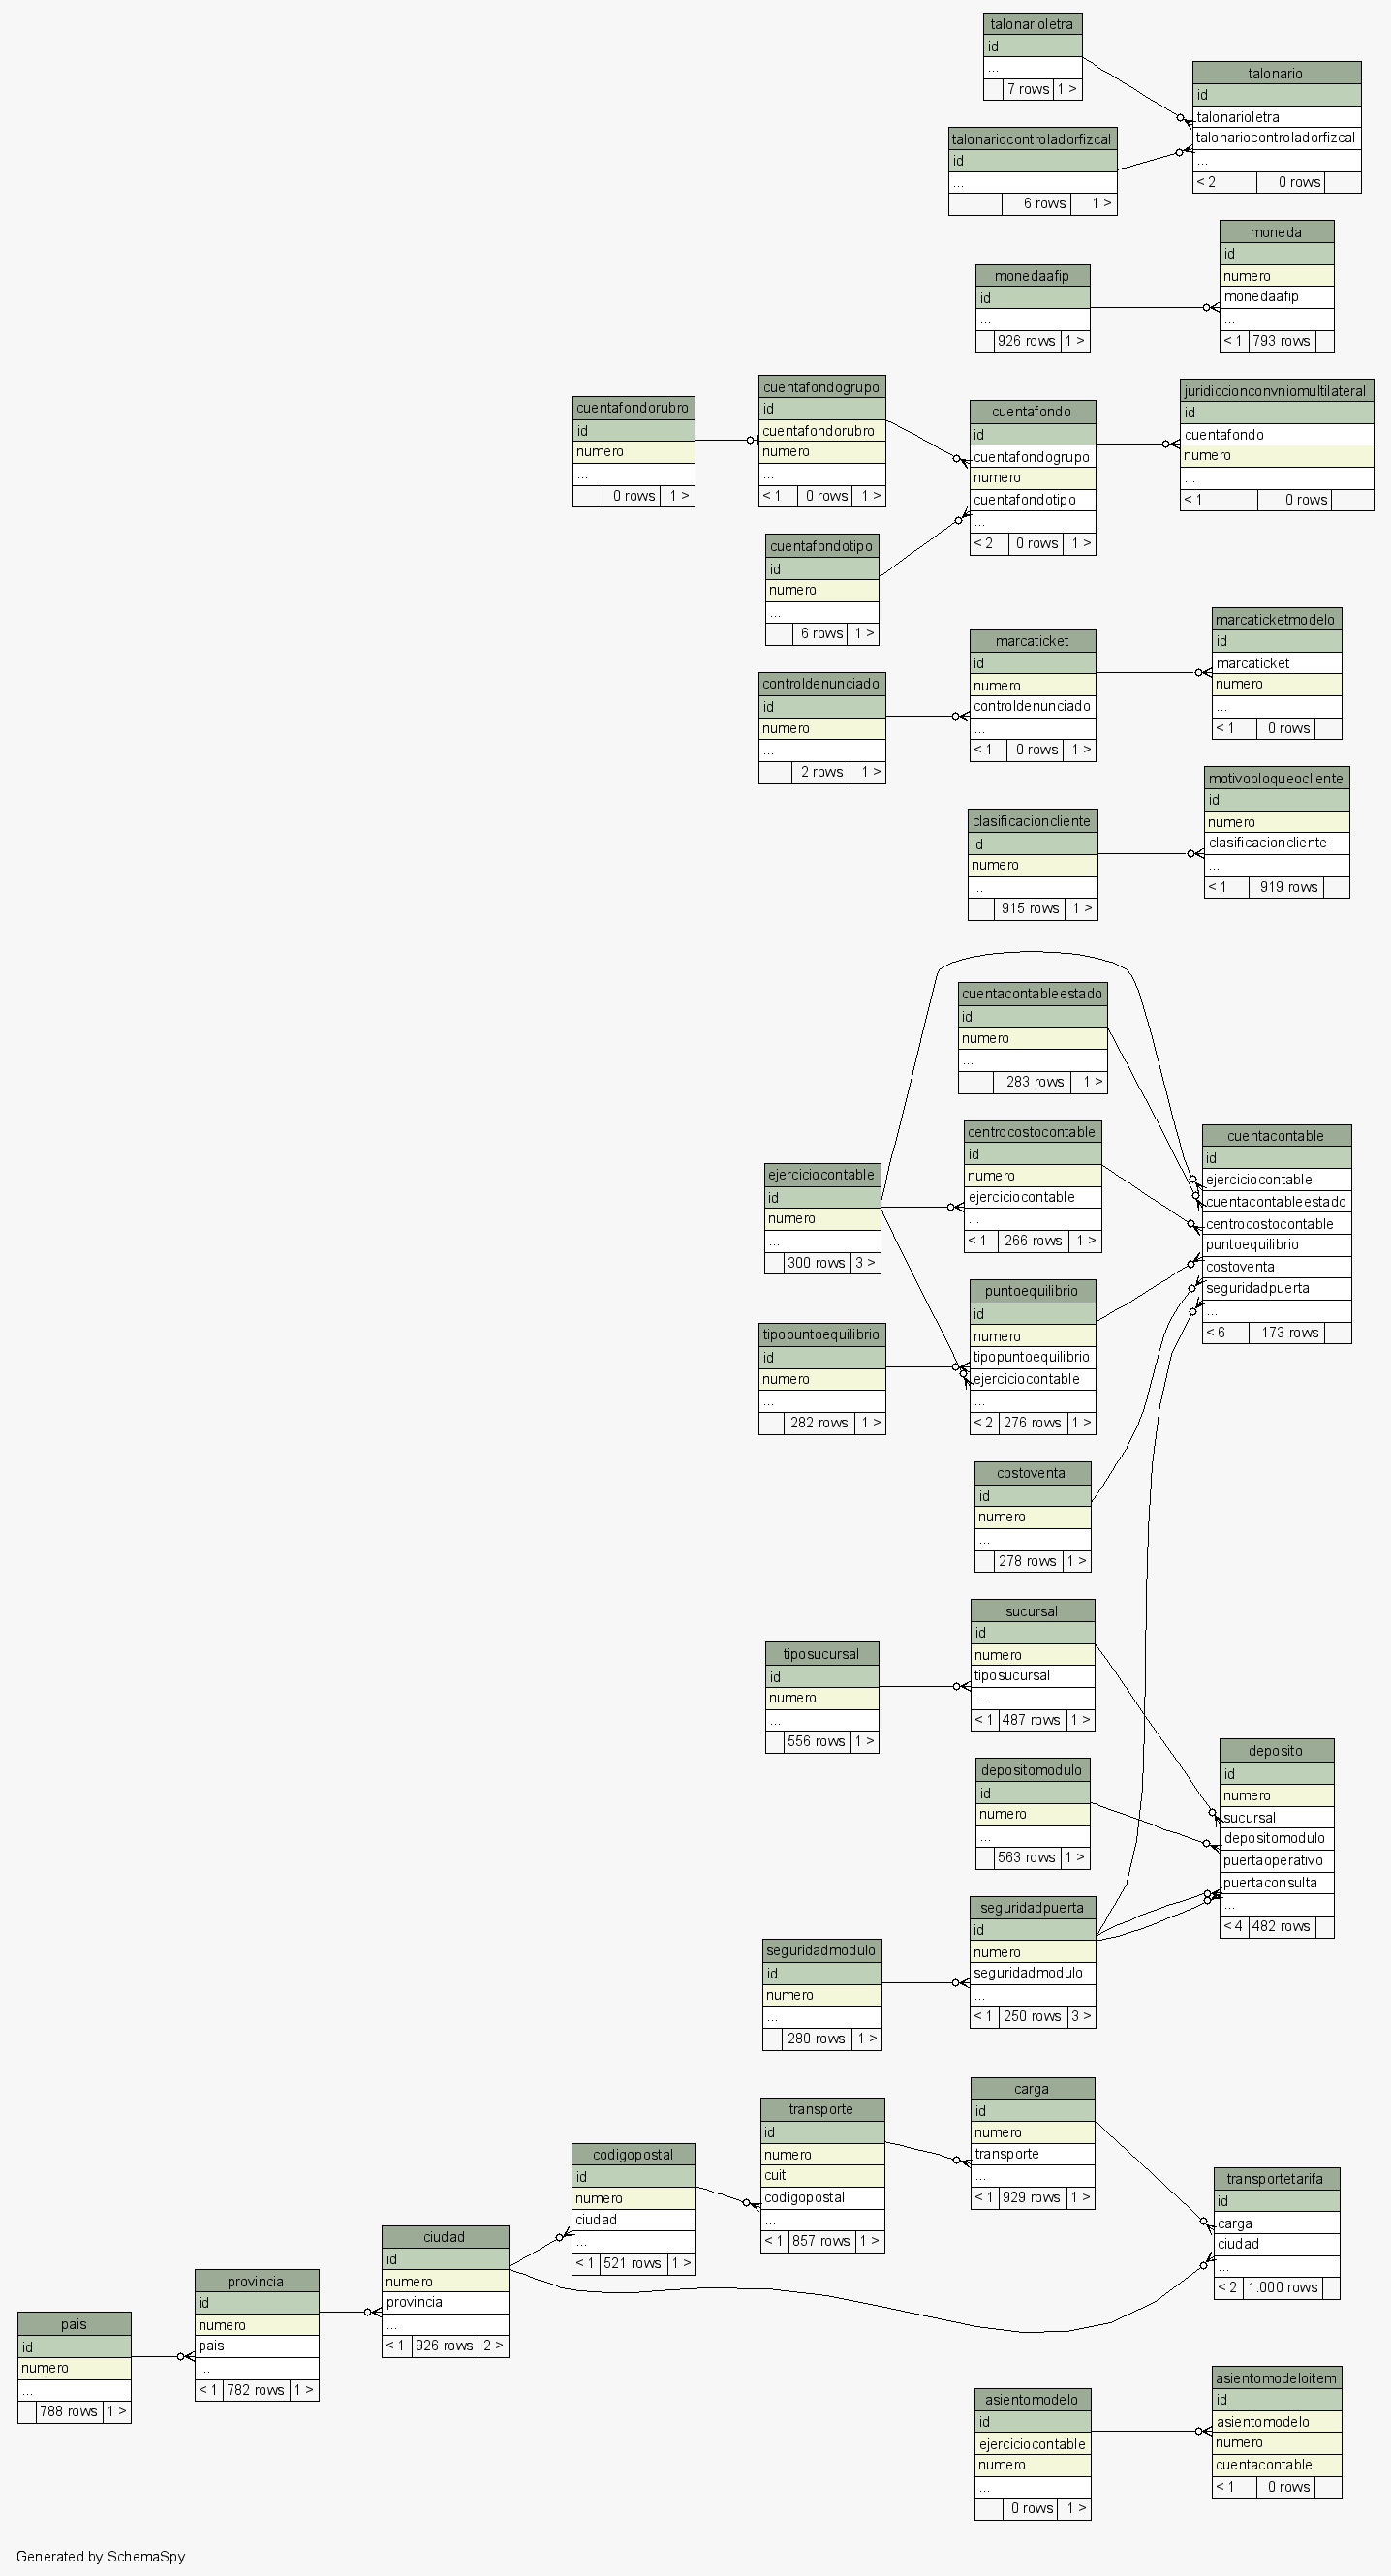 talonarioletra
id
...
7 rows 1 >
talonario
id
talonarioletra
talonariocontroladorfizcal
...
< 2 0 rows
talonariocontroladorfizcal
id
...
6 rows 1 >
moneda
id
numero
monedaafip
...
< 1 793 rows
monedaafip
id
...
926 rows 1 >
cuentafondorubro
id
numero
...
0 rows 1 >
cuentafondogrupo
id
cuentafondorubro
numero
...
< 1 0 rows 1 >
cuentafondo
id
cuentafondogrupo
numero
cuentafondotipo
...
< 2 0 rows 1 >
juridiccionconvniomultilateral
id
cuentafondo
numero
...
< 1 0 rows
cuentafondotipo
id
numero
...
6 rows 1 >
marcaticket
id
numero
controldenunciado
...
< 1 0 rows 1 >
marcaticketmodelo
id
marcaticket
numero
...
< 1 0 rows
controldenunciado
id
numero
...
2 rows 1 >
motivobloqueocliente
id
numero
clasificacioncliente
...
< 1 919 rows
clasificacioncliente
id
numero
...
915 rows 1 >
cuentacontableestado
id
numero
...
283 rows 1 >
centrocostocontable
id
numero
ejerciciocontable
...
< 1 266 rows 1 >
cuentacontable
id
ejerciciocontable
cuentacontableestado
centrocostocontable
puntoequilibrio
costoventa
seguridadpuerta
...
< 6 173 rows
ejerciciocontable
id
numero
...
300 rows 3 >
puntoequilibrio
id
numero
tipopuntoequilibrio
ejerciciocontable
...
< 2 276 rows 1 >
tipopuntoequilibrio
id
numero
...
282 rows 1 >
costoventa
id
numero
...
278 rows 1 >
sucursal
id
numero
tiposucursal
...
< 1 487 rows 1 >
tiposucursal
id
numero
...
556 rows 1 >
deposito
id
numero
sucursal
depositomodulo
puertaoperativo
puertaconsulta
...
< 4 482 rows
depositomodulo
id
numero
...
563 rows 1 >
seguridadpuerta
id
numero
seguridadmodulo
...
< 1 250 rows 3 >
seguridadmodulo
id
numero
...
280 rows 1 >
carga
id
numero
transporte
...
< 1 929 rows 1 >
transporte
id
numero
cuit
codigopostal
...
< 1 857 rows 1 >
codigopostal
id
numero
ciudad
...
< 1 521 rows 1 >
transportetarifa
id
carga
ciudad
...
< 2 1.000 rows
ciudad
id
numero
provincia
...
< 1 926 rows 2 >
provincia
id
numero
pais
...
< 1 782 rows 1 >
pais
id
numero
...
788 rows 1 >
asientomodeloitem
id
asientomodelo
numero
cuentacontable
< 1 0 rows
asientomodelo
id
ejerciciocontable
numero
...
0 rows 1 >
Generated by SchemaSpy